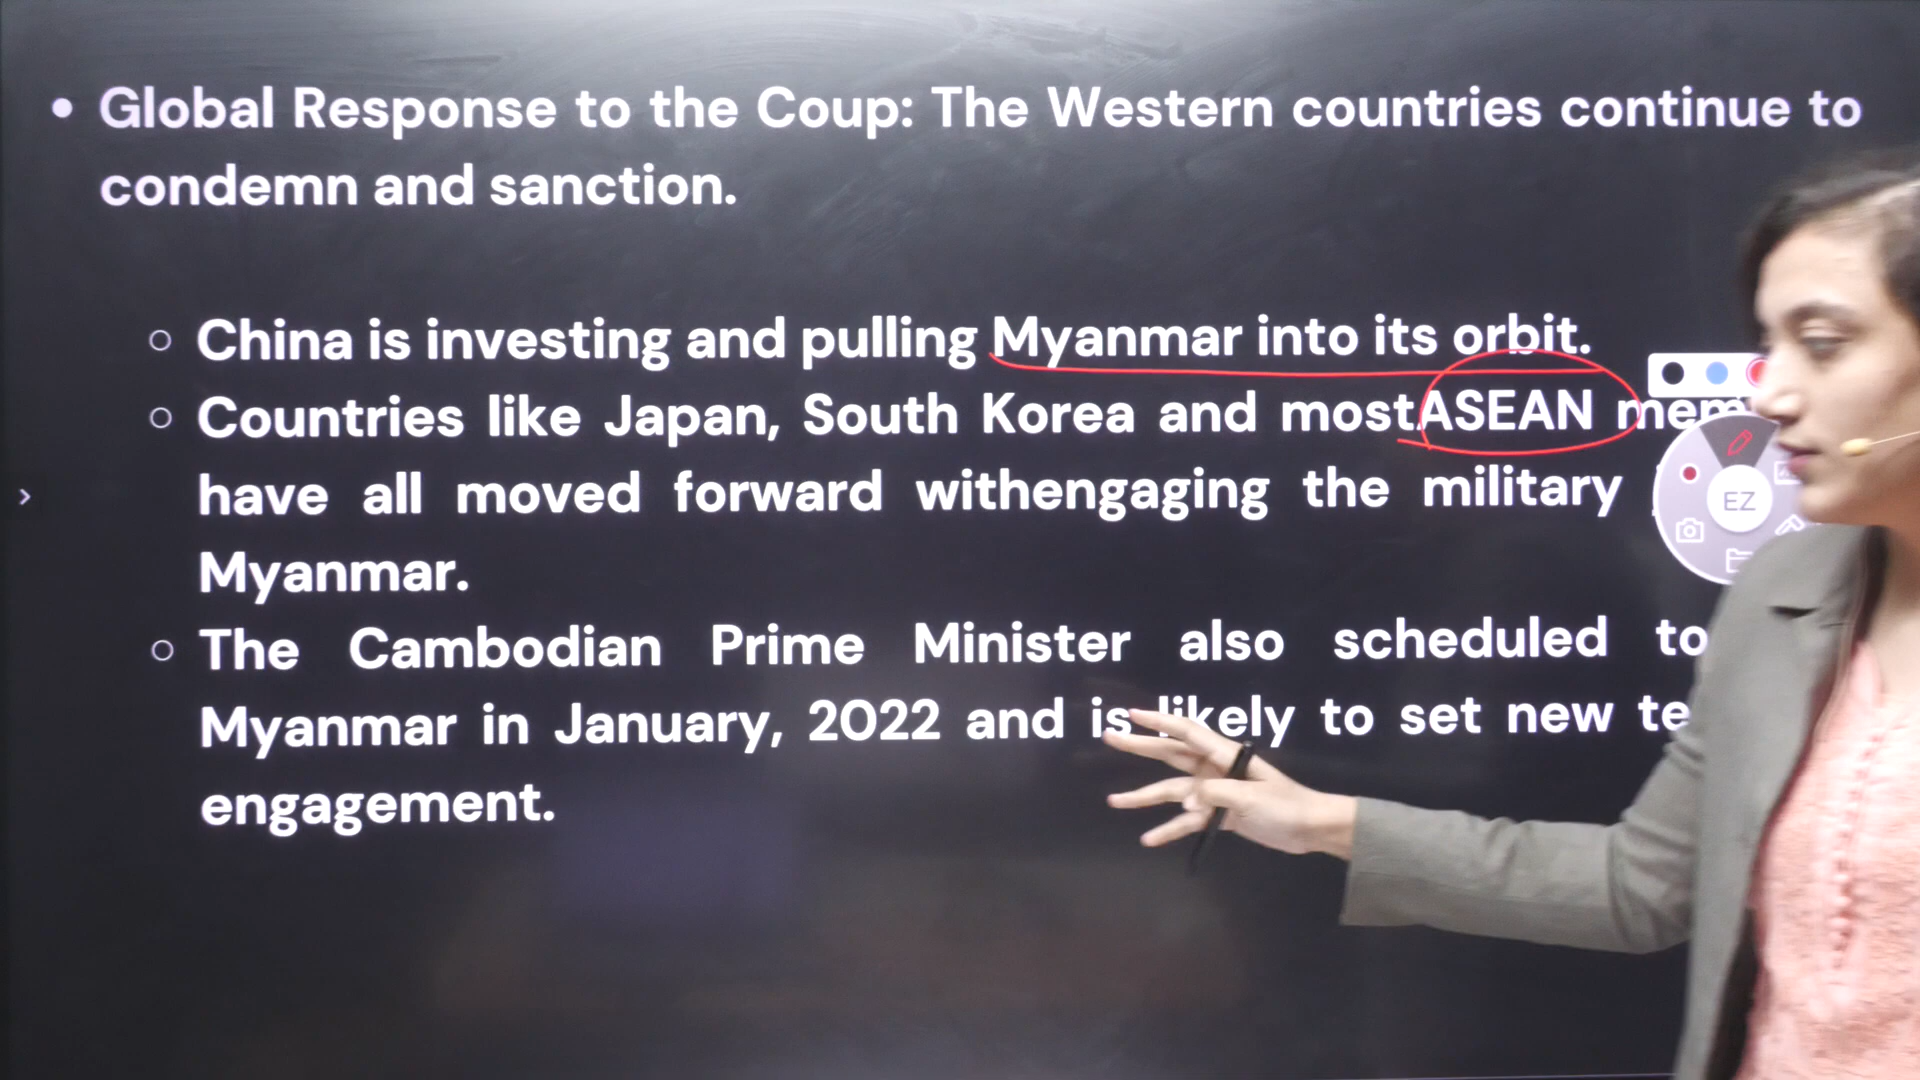 • Global Response to the Coup: The Western countries continue to
condemn and sanction.
○ China is investing and pulling Myanmar into its orbit.
○ Countries like Japan, South Korea and mostASEAN
have all moved forward withengaging the military
Myanmar.
○ The Cambodian Prime Minister also scheduled to
Myanmar in January, 2022 and is likely to set new
engagement.
EZ